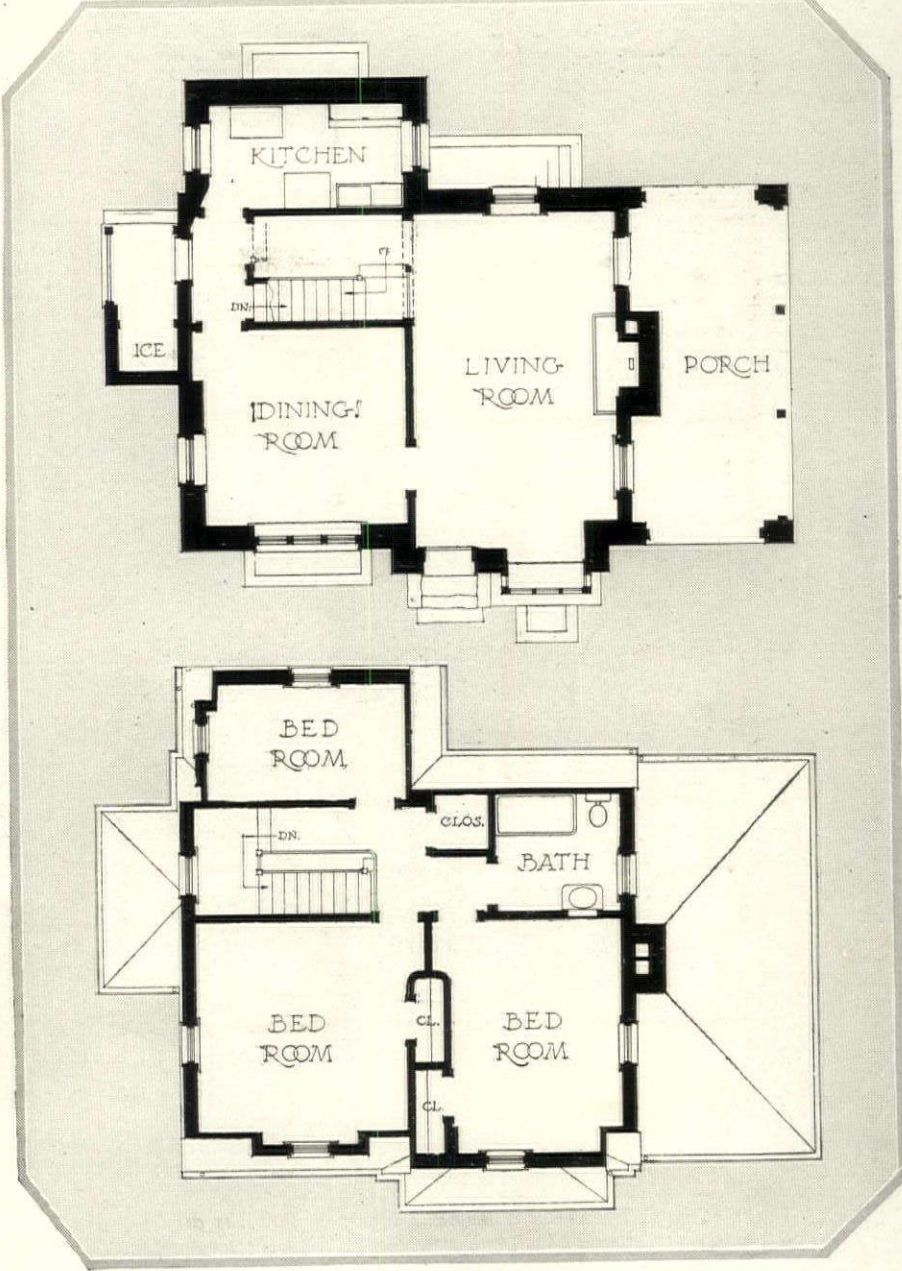 KITCHEN
DN.
ICE
LIVING
ROOM
PORCH
DINING
ROOM
BED
ROOM
CLOS.
DN.
BATH
BED
ROOM
CL.
BED
ROOM
CL.